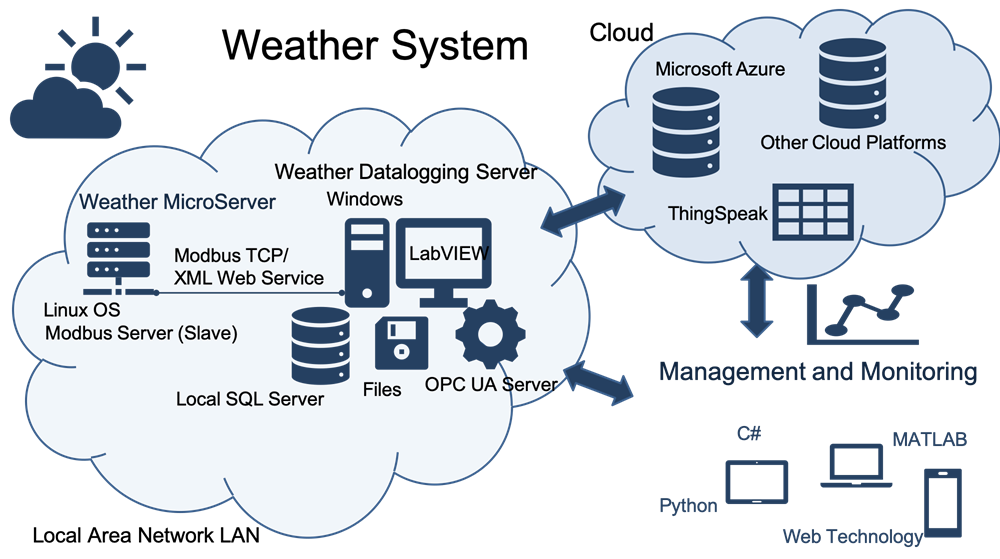 Weather System
Cloud
Microsoft Azure
Other Cloud Platforms
ThingSpeak
Weather Datalogging Server
Windows
Weather MicroServer
LabVIEW
Modbus TCP/
XML Web Service
Linux OS
Modbus Server (Slave)
Local SQL Server
Files
OPC UA Server
Local Area Network LAN
Management and Monitoring
C#
MATLAB
Python
Web Technology